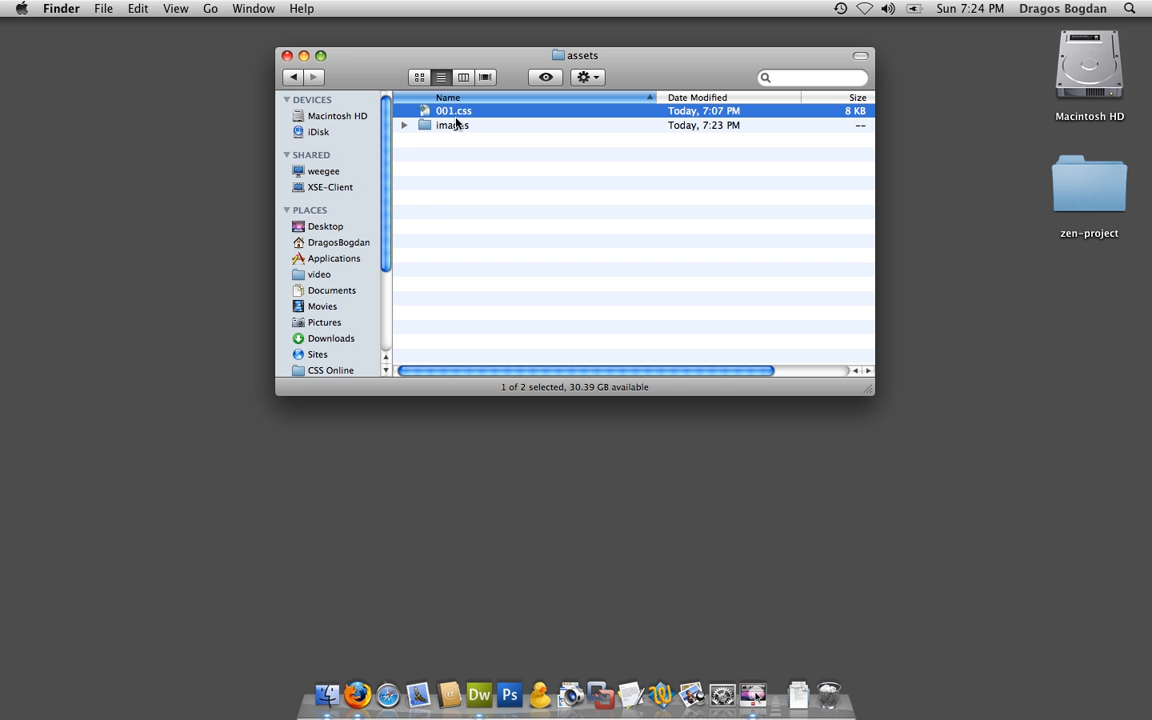 Finder File Edit View Go Window Help Sun 7:24 PM Dragos Bogdan
assets
Name Date Modified Size
001.css Today, 7:07 PM 8 KB
images Today, 7:23 PM --
DEVICES
Macintosh HD
iDisk
SHARED
weegee
XSE-Client
PLACES
Desktop
DragosBogdan
Applications
video
Documents
Movies
Pictures
Downloads
Sites
CSS Online
1 of 2 selected, 30.39 GB available
Macintosh HD
zen-project
Dw Ps